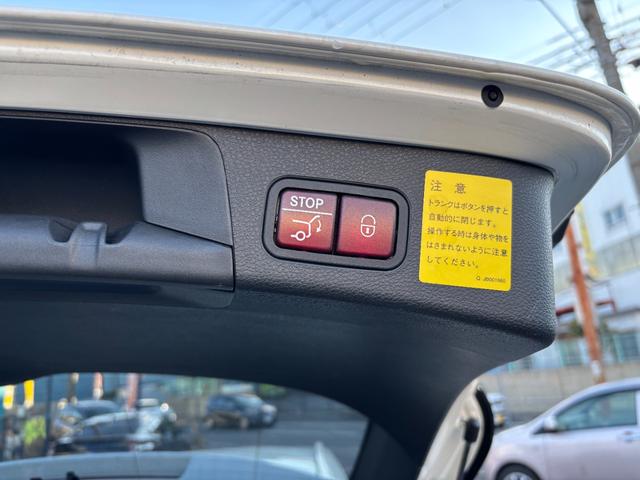 STOP
注意
トランクはボタンを押すと
自動的に閉じます。
操作する時は身体や物を
はさまれないように注意
してください。